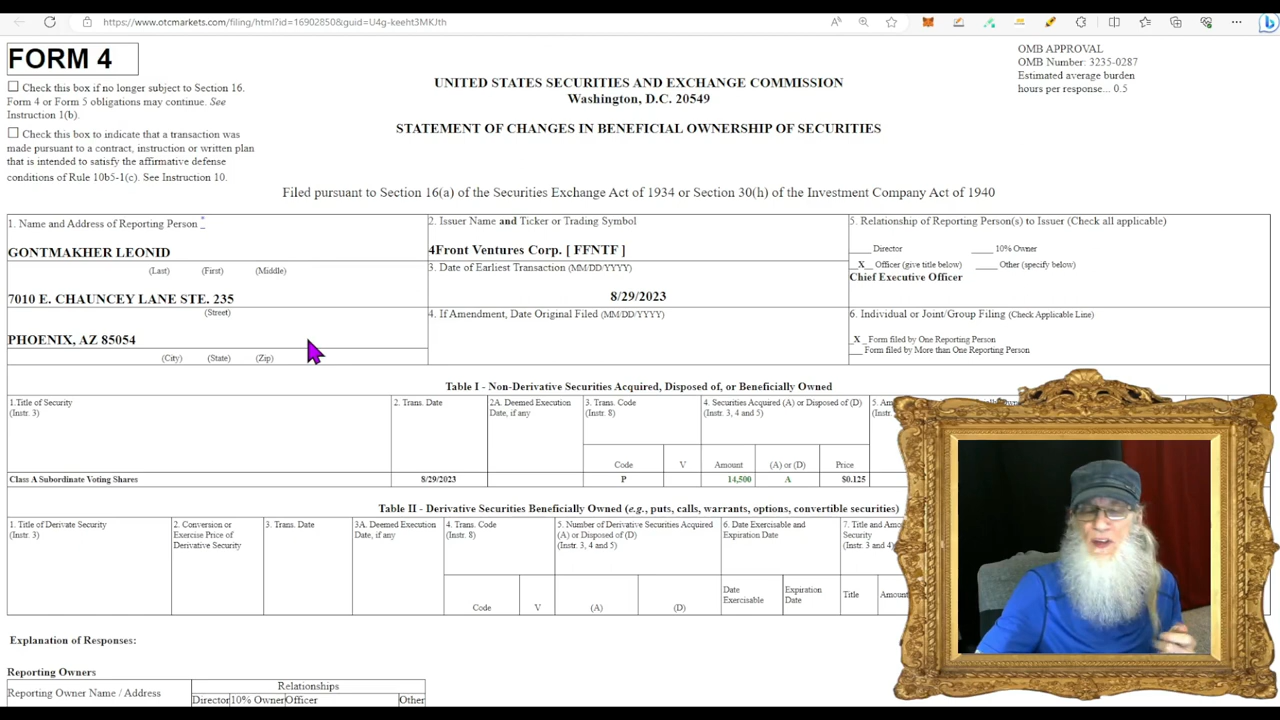 https://www.otcmarkets.com/filing/html?id=16902850&guid=U4g-keeht3MKJth
FORM 4
☐ Check this box if no longer subject to Section 16. Form 4 or Form 5 obligations may continue. See Instruction 1(b).
☐ Check this box to indicate that a transaction was made pursuant to a contract, instruction or written plan that is intended to satisfy the affirmative defense conditions of Rule 10b5-1(c). See Instruction 10.
UNITED STATES SECURITIES AND EXCHANGE COMMISSION
Washington, D.C. 20549
STATEMENT OF CHANGES IN BENEFICIAL OWNERSHIP OF SECURITIES
OMB APPROVAL
OMB Number: 3235-0287
Estimated average burden
hours per response... 0.5
Filed pursuant to Section 16(a) of the Securities Exchange Act of 1934 or Section 30(h) of the Investment Company Act of 1940
1. Name and Address of Reporting Person *
GONTMAKHER LEONID
(Last) (First) (Middle)
7010 E. CHAUNCEY LANE STE. 235
(Street)
PHOENIX, AZ 85054
(City) (State) (Zip)
2. Issuer Name and Ticker or Trading Symbol
4Front Ventures Corp. [ FFNTF ]
3. Date of Earliest Transaction (MM/DD/YYYY)
8/29/2023
4. If Amendment, Date Original Filed (MM/DD/YYYY)
5. Relationship of Reporting Person(s) to Issuer (Check all applicable)
_____ Director _____ 10% Owner
__X__ Officer (give title below) _____ Other (specify below)
Chief Executive Officer
6. Individual or Joint/Group Filing (Check Applicable Line)
_X _ Form filed by One Reporting Person
___ Form filed by More than One Reporting Person
Table I - Non-Derivative Securities Acquired, Disposed of, or Beneficially Owned
1.Title of Security
(Instr. 3)
2. Trans. Date
2A. Deemed Execution
Date, if any
3. Trans. Code
(Instr. 8)
4. Securities Acquired (A) or Disposed of (D)
(Instr. 3, 4 and 5)
5.
(Instr.
Code V Amount (A) or (D) Price
Class A Subordinate Voting Shares 8/29/2023 P 14,500 A $0.125
Table II - Derivative Securities Beneficially Owned (e.g., puts, calls, warrants, options, convertible securities)
1. Title of Derivate Security
(Instr. 3)
2. Conversion or
Exercise Price of
Derivative Security
3. Trans. Date
3A. Deemed Execution
Date, if any
4. Trans. Code
(Instr. 8)
5. Number of Derivative Securities Acquired
(A) or Disposed of (D)
(Instr. 3, 4 and 5)
6. Date Exercisable and
Expiration Date
7. Title and
Security
(Instr. 3 and 4)
Code V (A) (D)
Date
Exercisable
Expiration
Date
Title
Explanation of Responses:
Reporting Owners
Reporting Owner Name / Address
Relationships
Director 10% Owner Officer Other